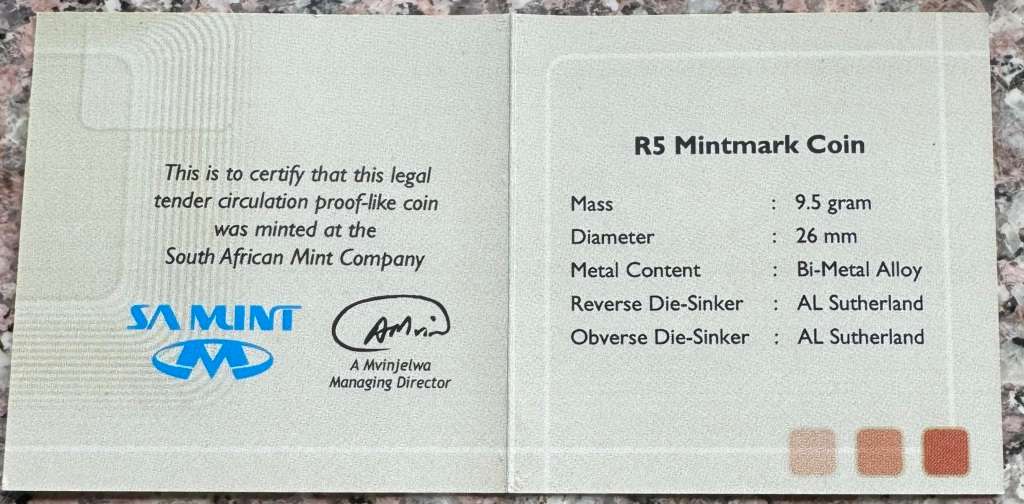 This is to certify that this legal
tender circulation proof-like coin
was minted at the
South African Mint Company
SA MINT
A Mvinjelwa
Managing Director
R5 Mintmark Coin
Mass : 9.5 gram
Diameter : 26 mm
Metal Content : Bi-Metal Alloy
Reverse Die-Sinker : AL Sutherland
Obverse Die-Sinker : AL Sutherland